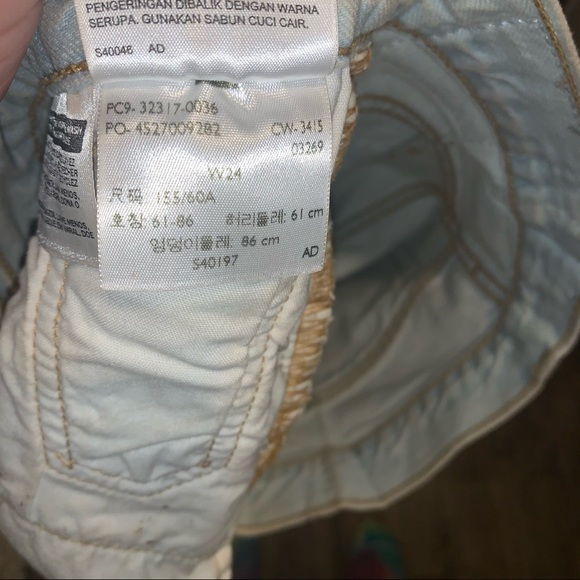 PENGERINGAN DIBALIK DENGAN WARNA
SERUPA. GUNAKAN SABUN CUCI CAIR.
S40046 AD
PC9- 32317-0036
PO- 4527009282
CW-3415
03269
W24
尺码 155/60A
호칭 61-86 허리둘레: 61 cm
엉덩이둘레: 86 cm
S40197
AD